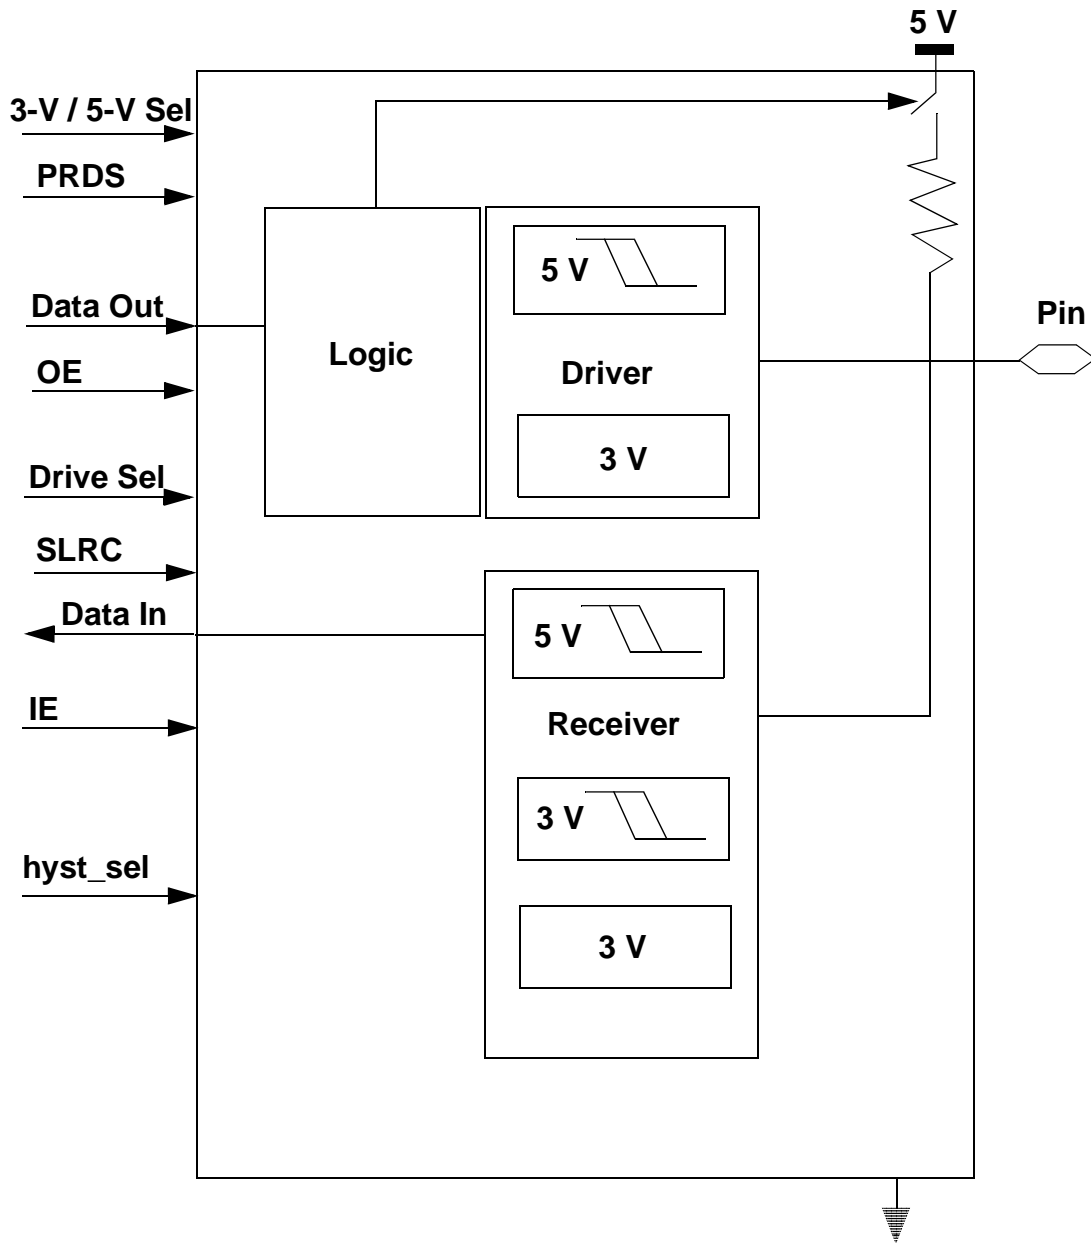 5 V
3-V / 5-V Sel
PRDS
Data Out
OE
Drive Sel
SLRC
Data In
IE
hyst_sel
Logic
5 V
Driver
3 V
Pin
5 V
Receiver
3 V
3 V